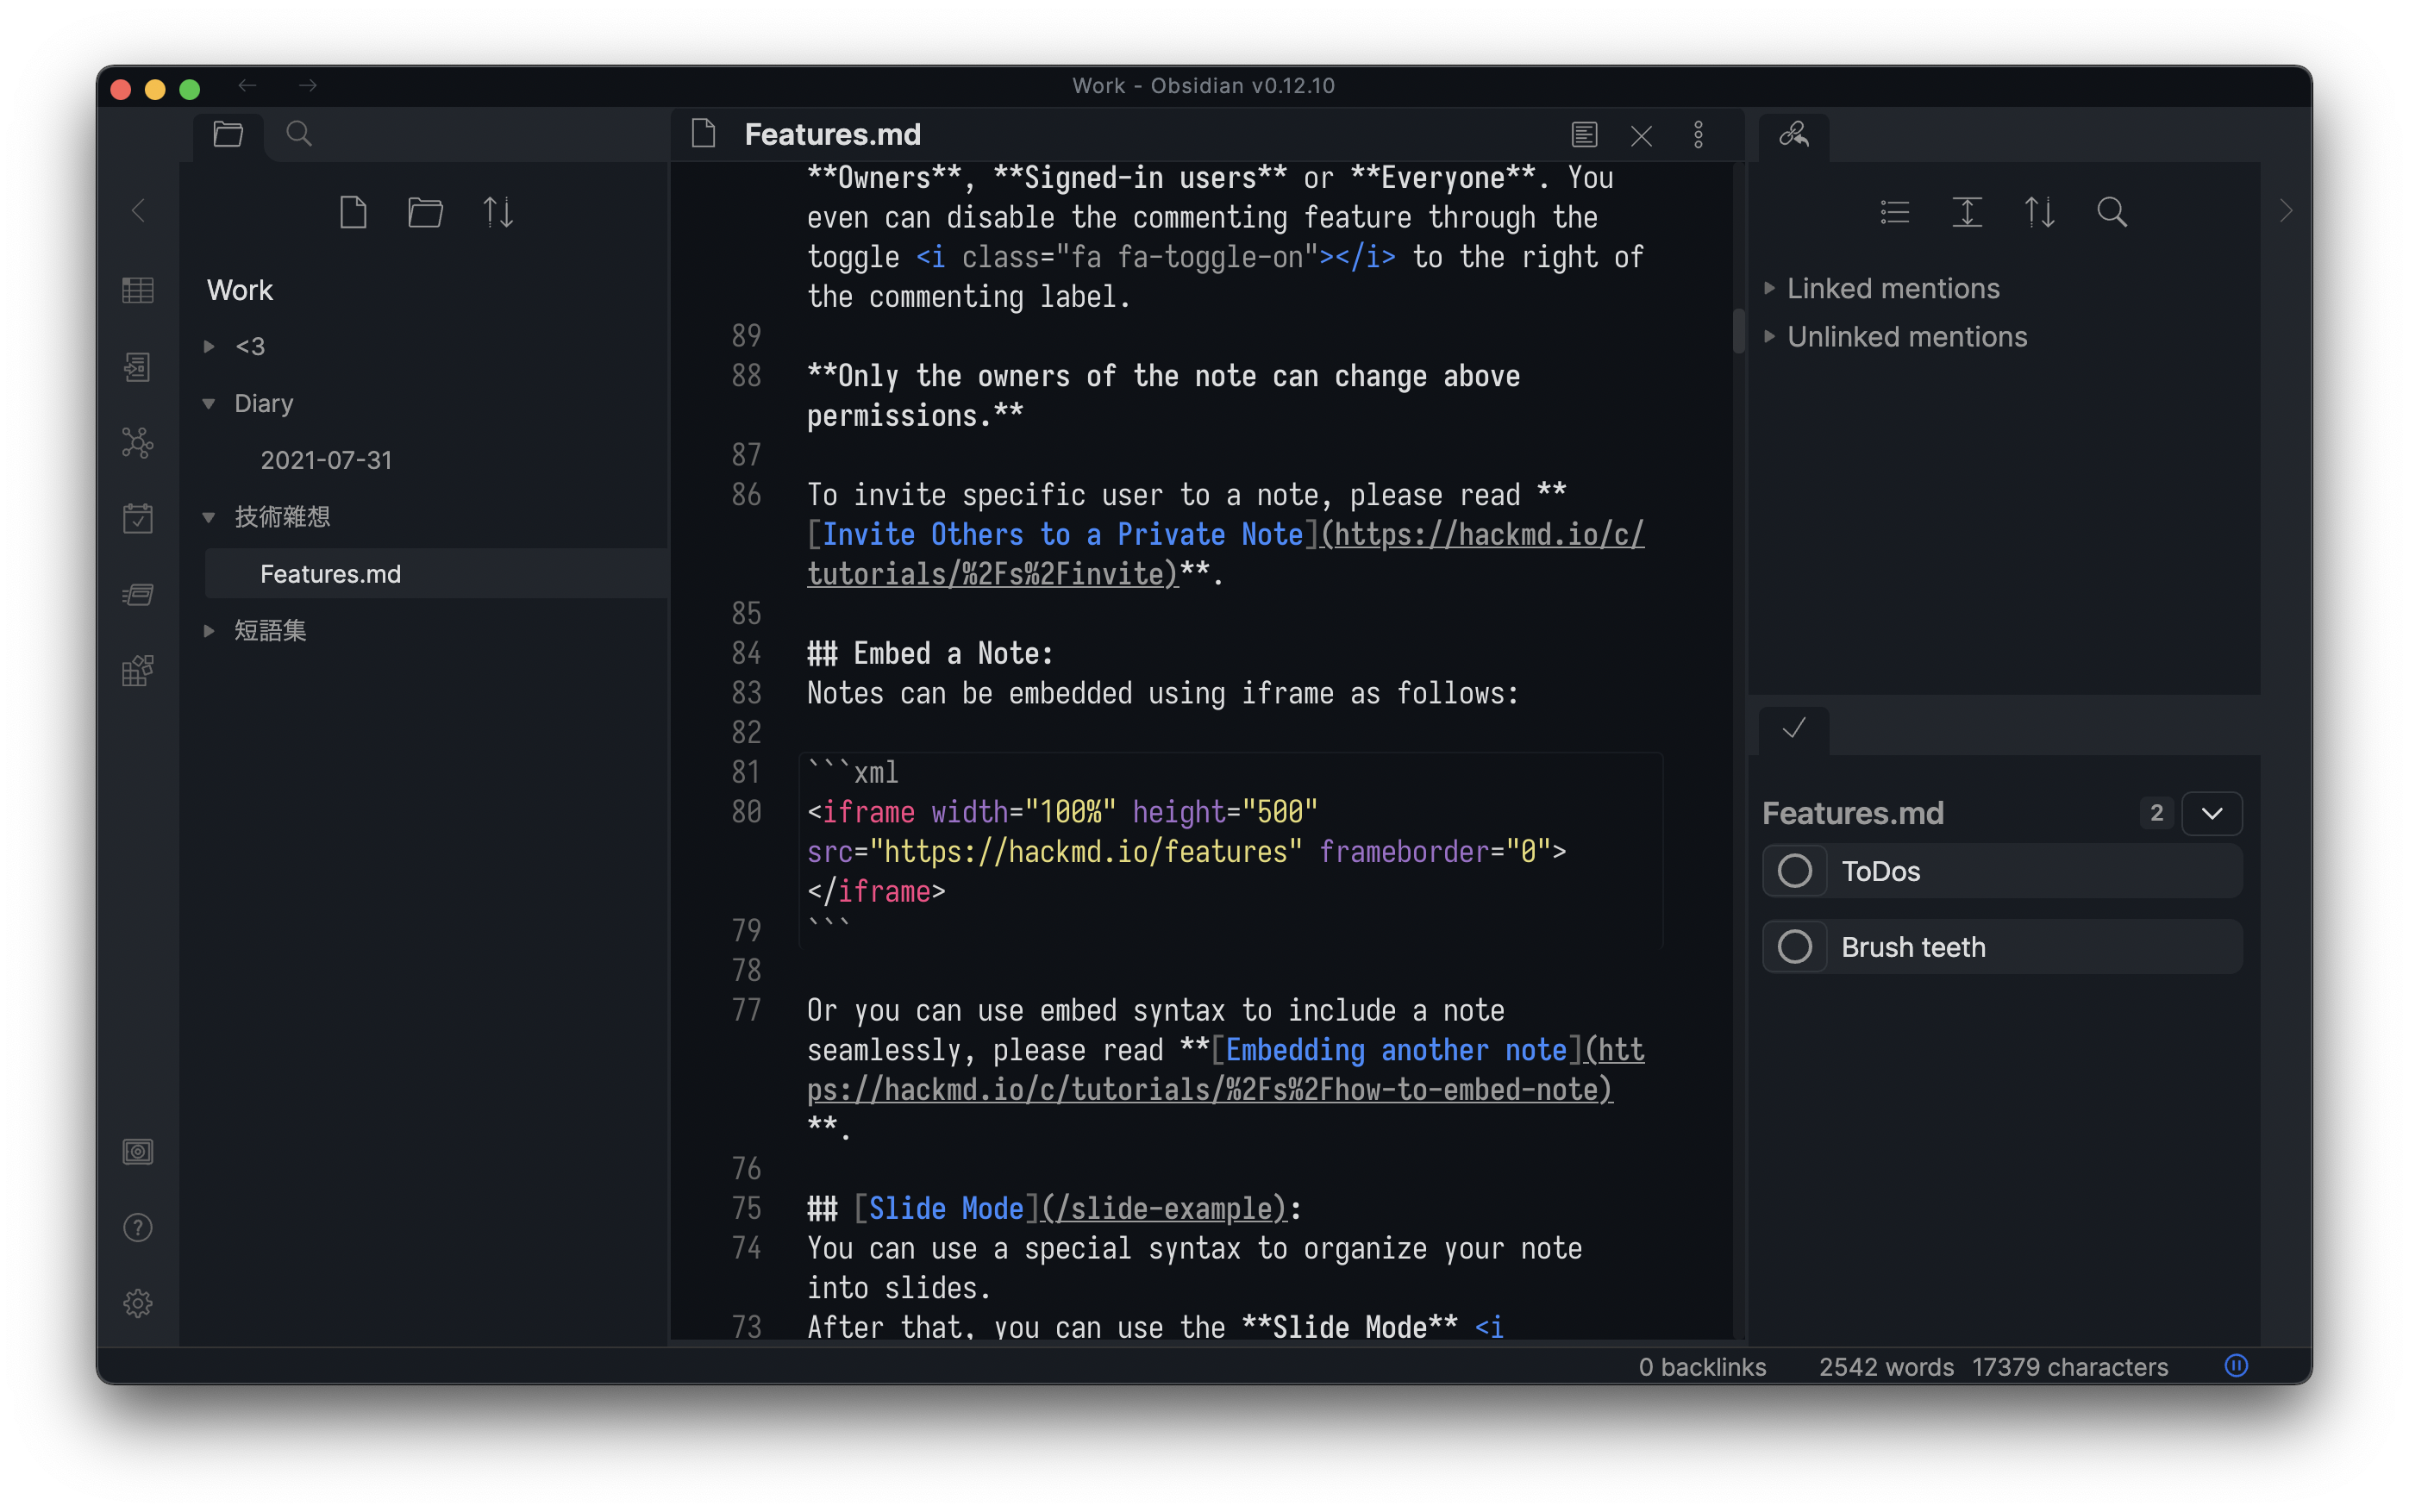 Work - Obsidian v0.12.10
Features.md
Work
<3
Diary
2021-07-31
技術雜想
Features.md
短語集
**Owners**, **Signed-in users** or **Everyone**. You
even can disable the commenting feature through the
toggle <i class="fa fa-toggle-on"></i> to the right of
the commenting label.
89
88 **Only the owners of the note can change above
permissions.**
87
86 To invite specific user to a note, please read **
[Invite Others to a Private Note](https://hackmd.io/c/
tutorials/%2Fs%2Finvite)**.
85
84 ## Embed a Note:
83 Notes can be embedded using iframe as follows:
82
81 ```xml
80 <iframe width="100%" height="500"
src="https://hackmd.io/features" frameborder="0">
</iframe>
79 ```
78
77 Or you can use embed syntax to include a note
seamlessly, please read **[Embedding another note](htt
ps://hackmd.io/c/tutorials/%2Fs%2Fhow-to-embed-note)
**.
76
75 ## [Slide Mode](/slide-example):
74 You can use a special syntax to organize your note
into slides.
73 After that, you can use the **Slide Mode** <i
Linked mentions
Unlinked mentions
Features.md 2
ToDos
Brush teeth
0 backlinks 2542 words 17379 characters